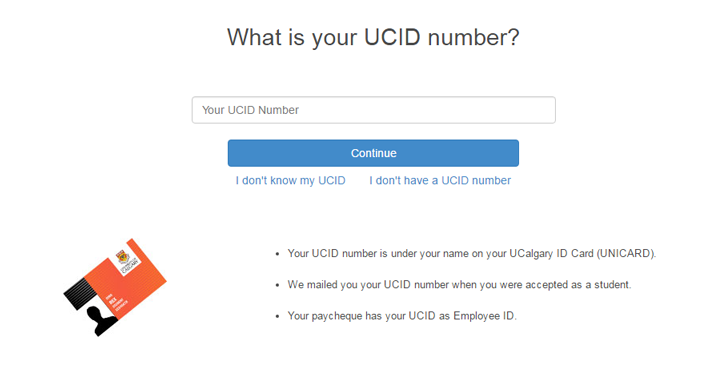 What is your UCID number?
Your UCID Number
Continue
I don't know my UCID I don't have a UCID number
Your UCID number is under your name on your UCalgary ID Card (UNICARD).
We mailed you your UCID number when you were accepted as a student.
Your paycheque has your UCID as Employee ID.